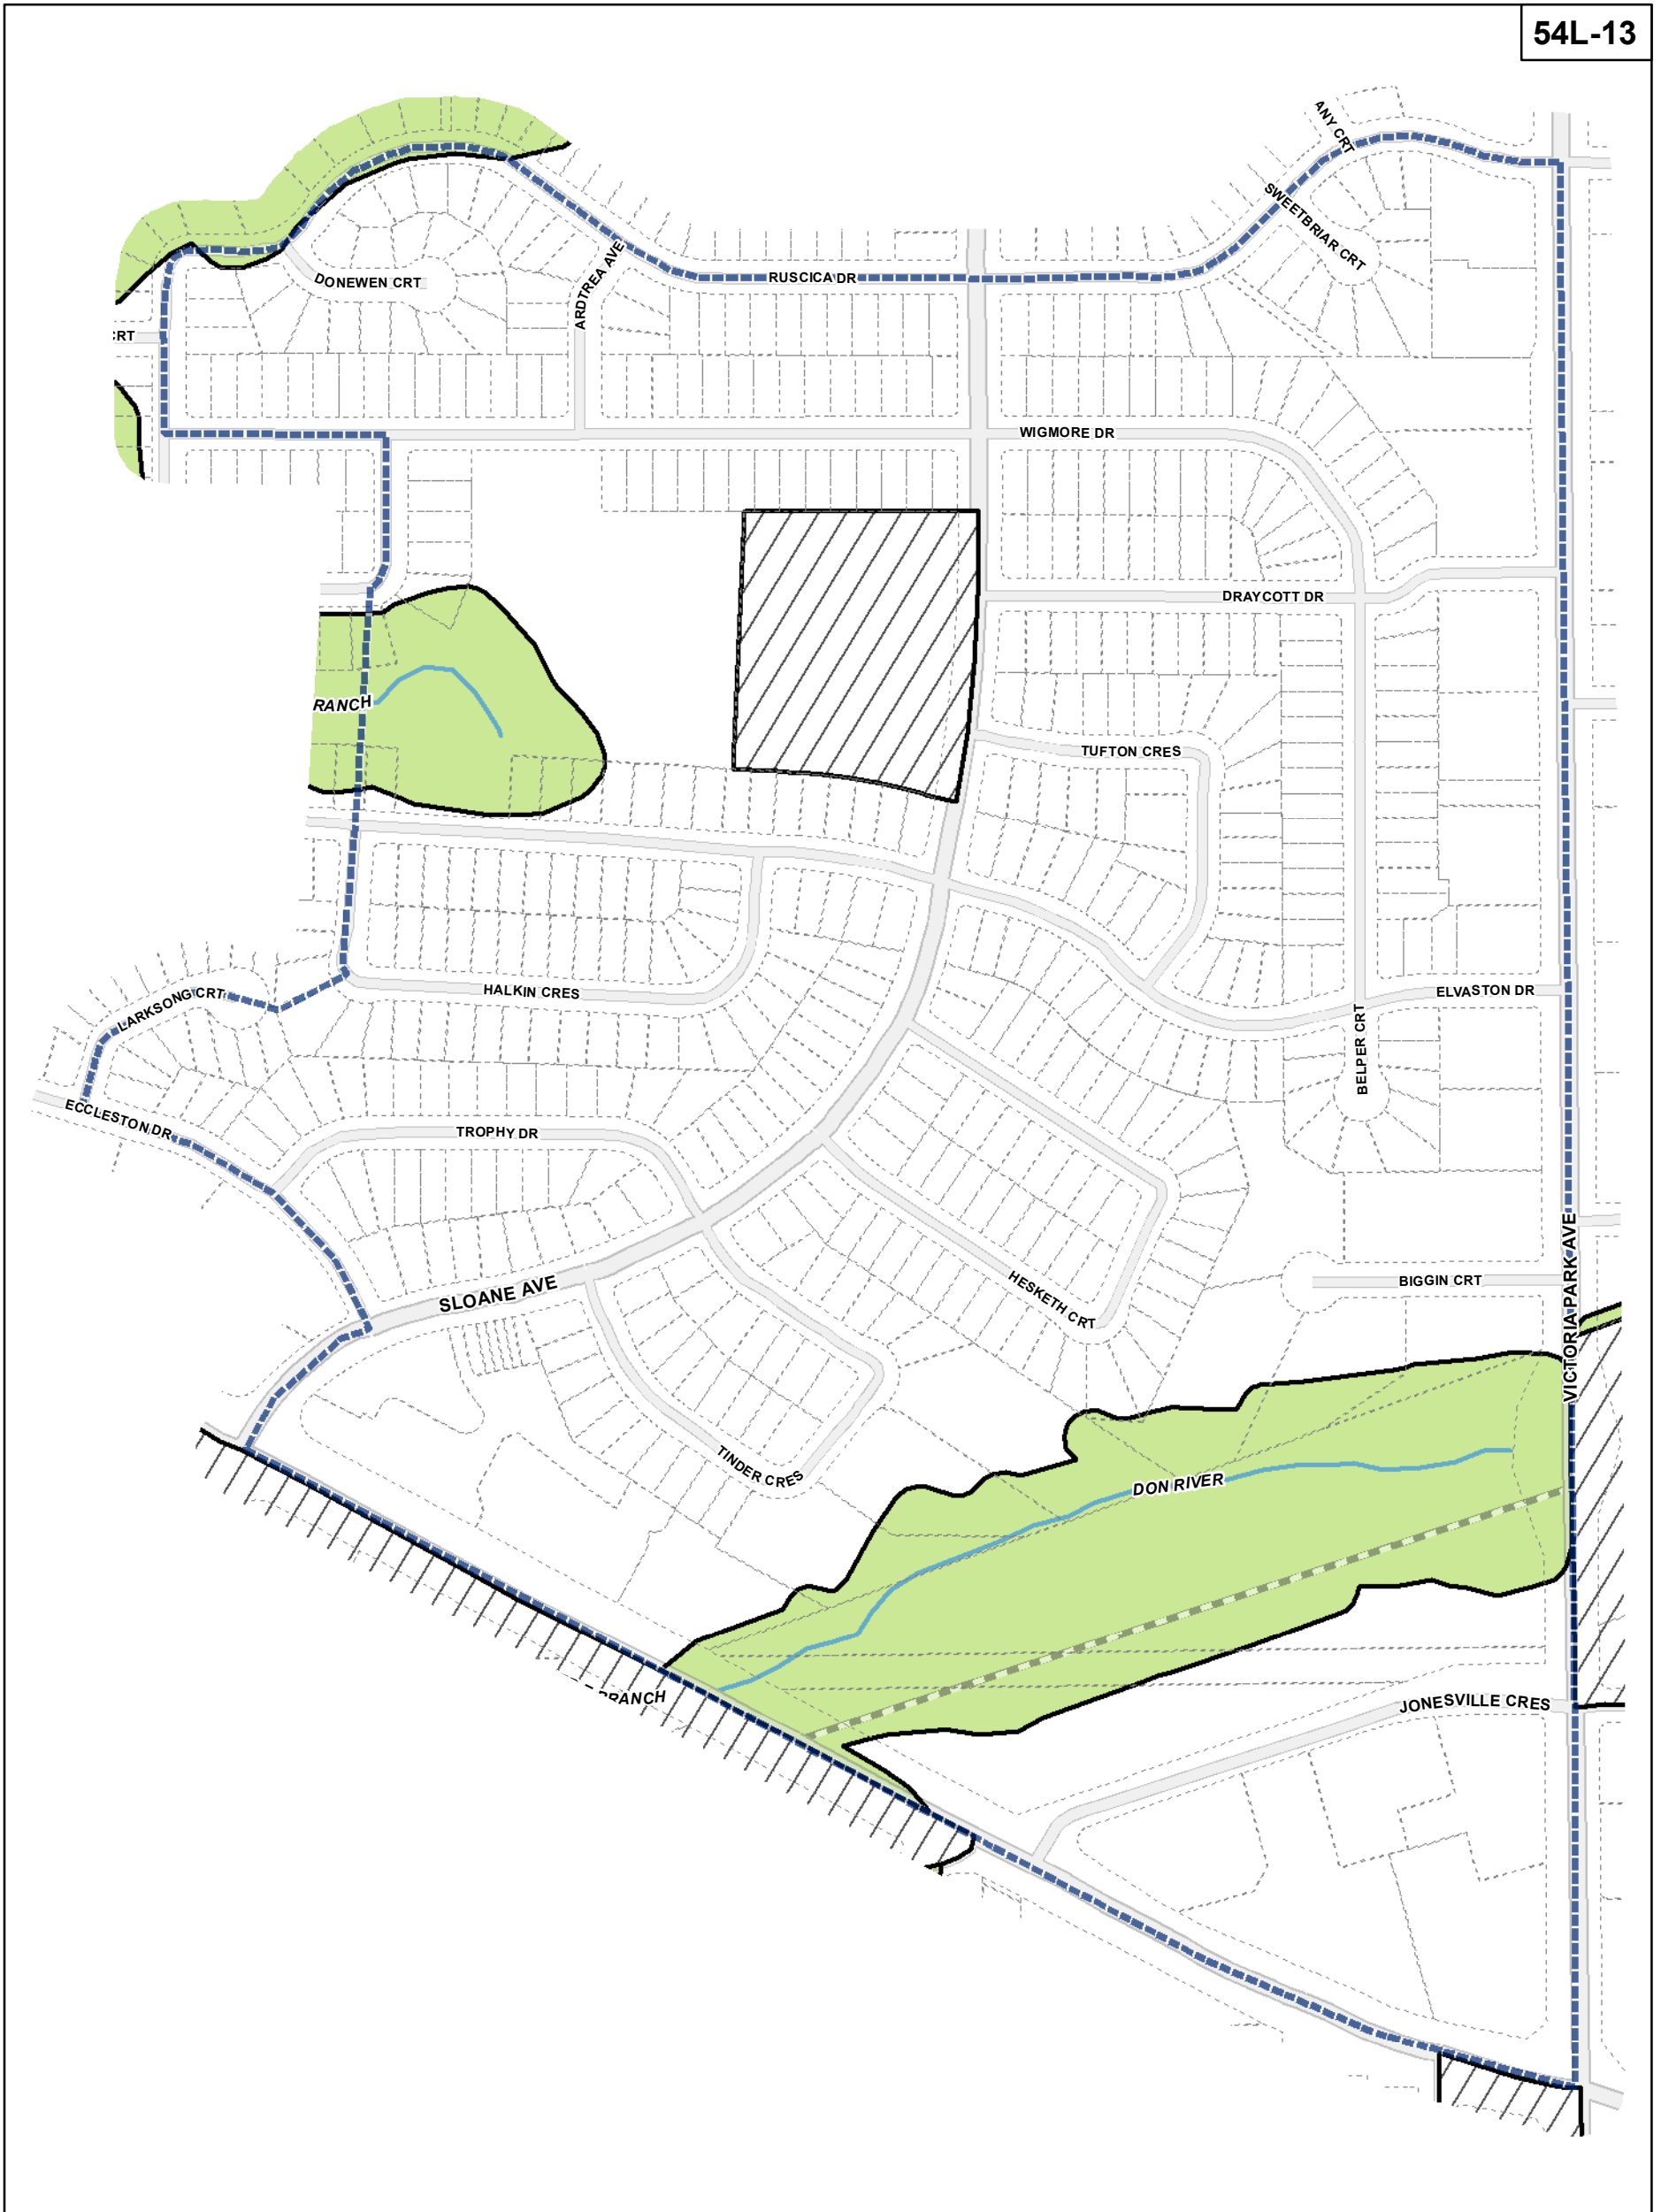 54L-13
ANY CRT
SWEETBRIAR CRT
DONEWEN CRT
ARDTREA AVE
RUSCICA DR
CRT
WIGMORE DR
DRAYCOTT DR
RANCH
TUFTON CRES
HALKIN CRES
ELVASTON DR
LARKSONG CRT
BELPER CRT
ECCLESTON DR
TROPHY DR
SLOANE AVE
HESKETH CRT
BIGGIN CRT
VICTORIA PARK AVE
TINDER CRES
DON RIVER
BRANCH
JONESVILLE CRES